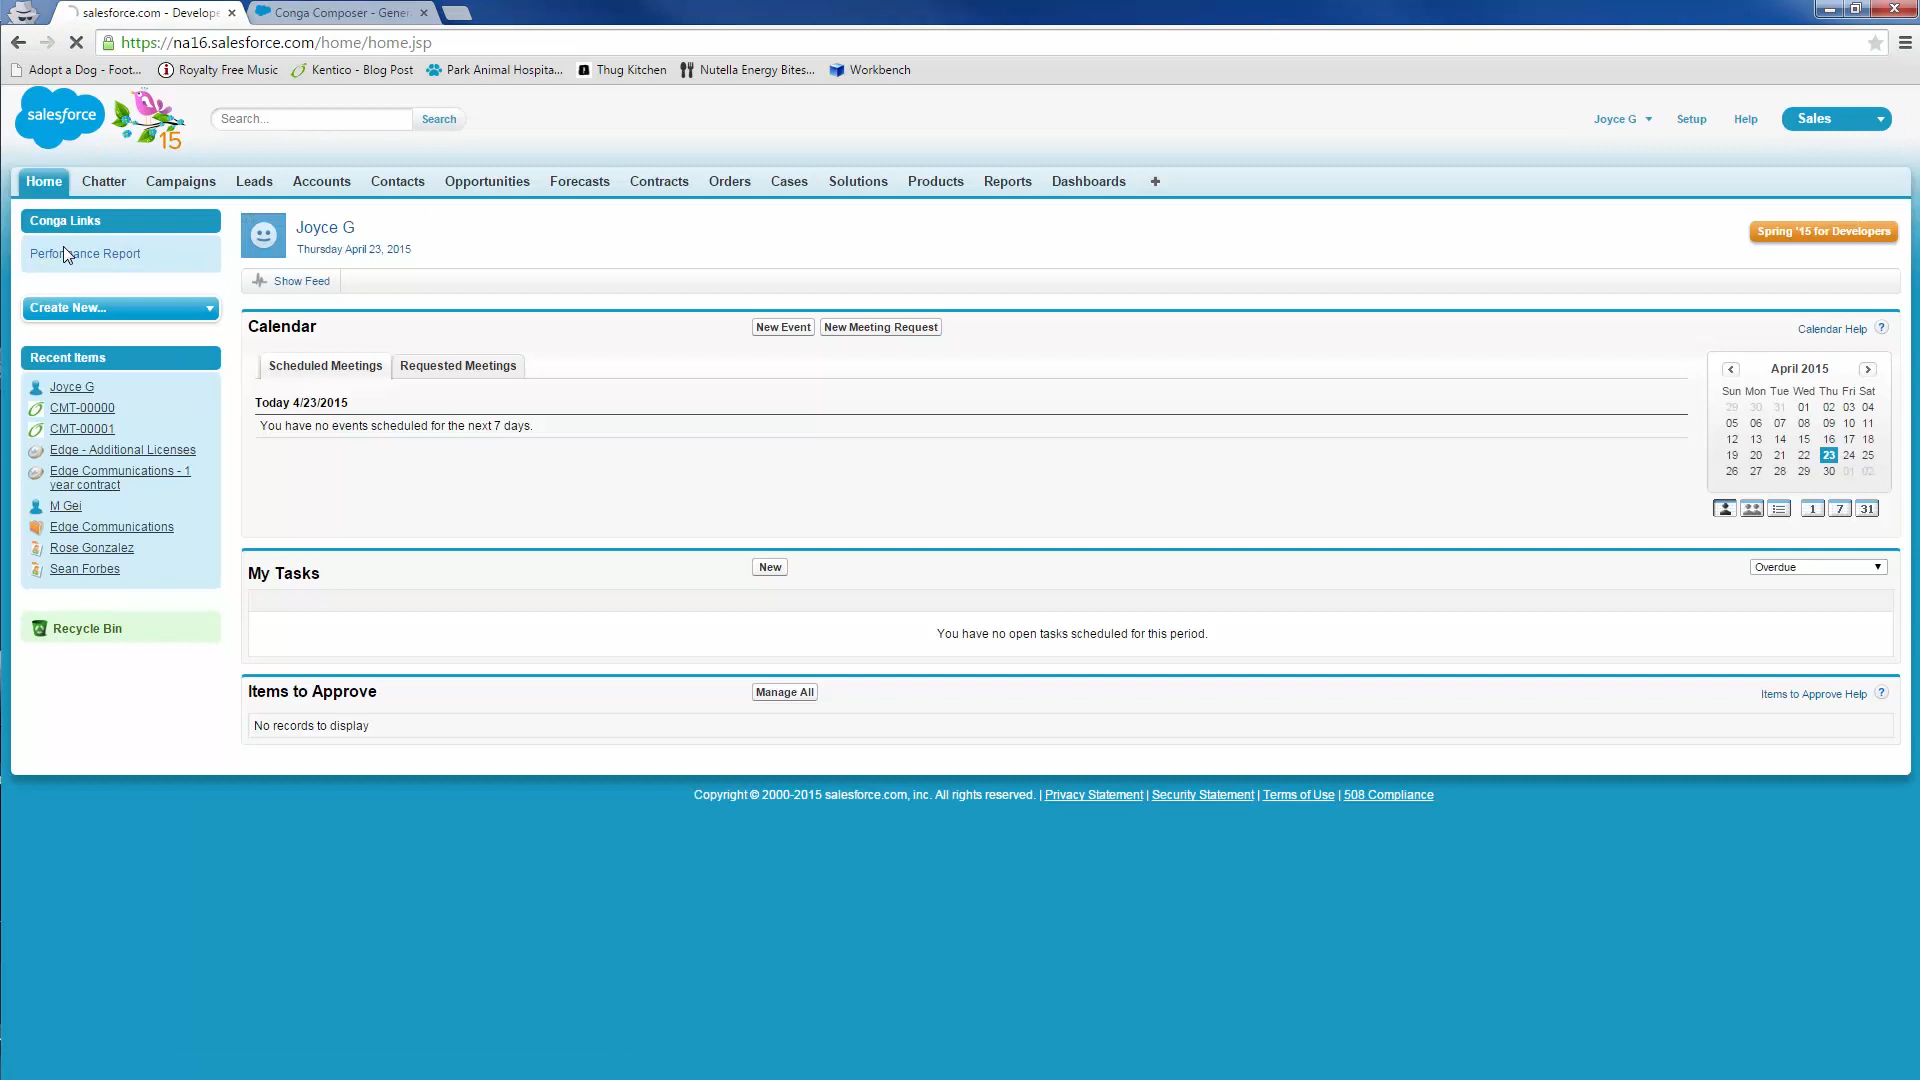 salesforce.com - Develope
Conga Composer - Gener
https://na16.salesforce.com/home/home.jsp
Adopt a Dog - Foot...
Royalty Free Music
Kentico - Blog Post
Park Animal Hospita...
Thug Kitchen
Nutella Energy Bites...
Workbench
salesforce
15
Search...
Search
Joyce G
Setup
Help
Sales
Home
Chatter
Campaigns
Leads
Accounts
Contacts
Opportunities
Forecasts
Contracts
Orders
Cases
Solutions
Products
Reports
Dashboards
+
Conga Links
Performance Report
Create New...
Recent Items
Joyce G
CMT-00000
CMT-00001
Edge - Additional Licenses
Edge Communications - 1
year contract
M Gei
Edge Communications
Rose Gonzalez
Sean Forbes
Recycle Bin
Joyce G
Thursday April 23, 2015
Spring '15 for Developers
Show Feed
Calendar
New Event
New Meeting Request
Calendar Help ?
Scheduled Meetings
Requested Meetings
Today 4/23/2015
You have no events scheduled for the next 7 days.
April 2015
Sun Mon Tue Wed Thu Fri Sat
29 30 31 01 02 03 04
05 06 07 08 09 10 11
12 13 14 15 16 17 18
19 20 21 22 23 24 25
26 27 28 29 30 01 02
1 7 31
My Tasks
New
Overdue
You have no open tasks scheduled for this period.
Items to Approve
Manage All
Items to Approve Help ?
No records to display
Copyright © 2000-2015 salesforce.com, inc. All rights reserved. | Privacy Statement | Security Statement | Terms of Use | 508 Compliance